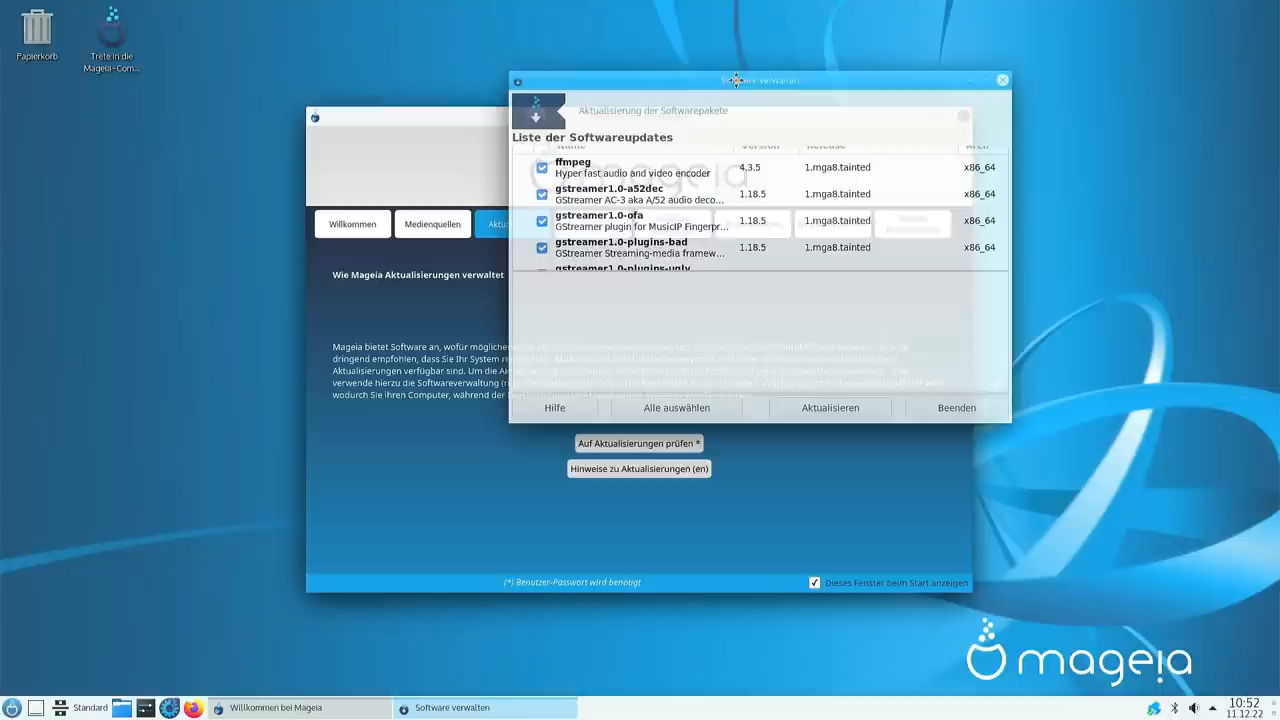 Papierkorb
Trete in die
Mageia-Com...
Software verwalten
Aktualisierung der Softwarepakete
Liste der Softwareupdates
Name Version Release Arch
ffmpeg
Hyper fast audio and video encoder
4.3.5 1.mga8.tainted x86_64
gstreamer1.0-a52dec
GStreamer AC-3 aka A/52 audio deco...
1.18.5 1.mga8.tainted x86_64
gstreamer1.0-ofa
GStreamer plugin for MusicIP Fingerpr...
1.18.5 1.mga8.tainted x86_64
gstreamer1.0-plugins-bad
GStreamer Streaming-media framew...
1.18.5 1.mga8.tainted x86_64
gstreamer1.0-plugins-ugly
Hilfe Alle auswählen Aktualisieren Beenden
Willkommen Medienquellen Aktu
Wie Mageia Aktualisierungen verwaltet
Mageia bietet Software an, wofür
dringend empfohlen, dass Sie Ihr System
Aktualisierungen verfügbar sind. Um die
verwende hierzu die Softwareverwaltung
wodurch Sie ihren Computer, während der
Auf Aktualisierungen prüfen *
Hinweise zu Aktualisierungen (en)
(*) Benutzer-Passwort wird benötigt
Dieses Fenster beim Start anzeigen
mageia
Standard Willkommen bei Mageia Software verwalten
10:52
11.12.22